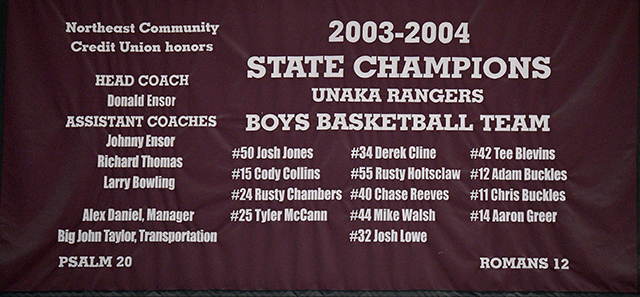 Northeast Community
Credit Union honors
HEAD COACH
Donald Ensor
ASSISTANT COACHES
Johnny Ensor
Richard Thomas
Larry Bowling
Alex Daniel, Manager
Big John Taylor, Transportation
PSALM 20
2003-2004
STATE CHAMPIONS
UNAKA RANGERS
BOYS BASKETBALL TEAM
#50 Josh Jones
#15 Cody Collins
#24 Rusty Chambers
#25 Tyler McCann
#34 Derek Cline
#55 Rusty Holtsclaw
#40 Chase Reeves
#44 Mike Walsh
#32 Josh Lowe
#42 Tee Blevins
#12 Adam Buckles
#11 Chris Buckles
#14 Aaron Greer
ROMANS 12